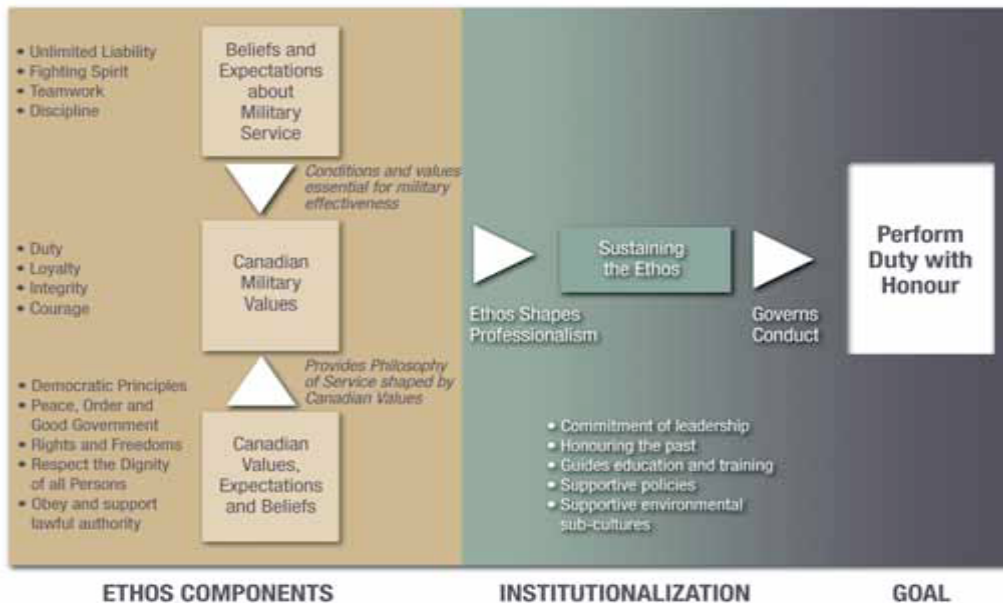 • Unlimited Liability
• Fighting Spirit
• Teamwork
• Discipline
Beliefs and
Expectations
about
Military
Service
Conditions and values
essential for military
effectiveness
• Duty
• Loyalty
• Integrity
• Courage
Canadian
Military
Values
Provides Philosophy
of Service shaped by
Canadian Values
• Democratic Principles
• Peace, Order and
Good Government
• Rights and Freedoms
• Respect the Dignity
of all Persons
• Obey and support
lawful authority
Canadian
Values,
Expectations
and Beliefs
Ethos Shapes
Professionalism
Sustaining
the Ethos
Governs
Conduct
• Commitment of leadership
• Honouring the past
• Guides education and training
• Supportive policies
• Supportive environmental
sub-cultures
Perform
Duty with
Honour
ETHOS COMPONENTS
INSTITUTIONALIZATION
GOAL